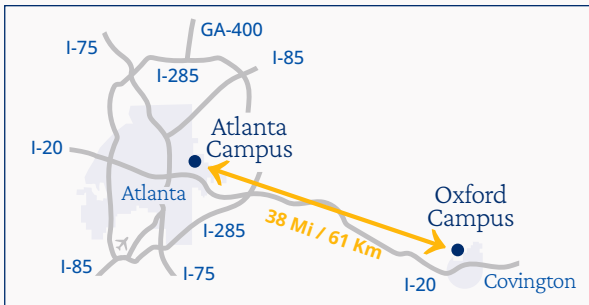 GA-400
I-75
I-85
I-285
Atlanta
Campus
I-20
Atlanta
Oxford
Campus
38 Mi / 61 Km
I-285
I-85
I-75
I-20
Covington